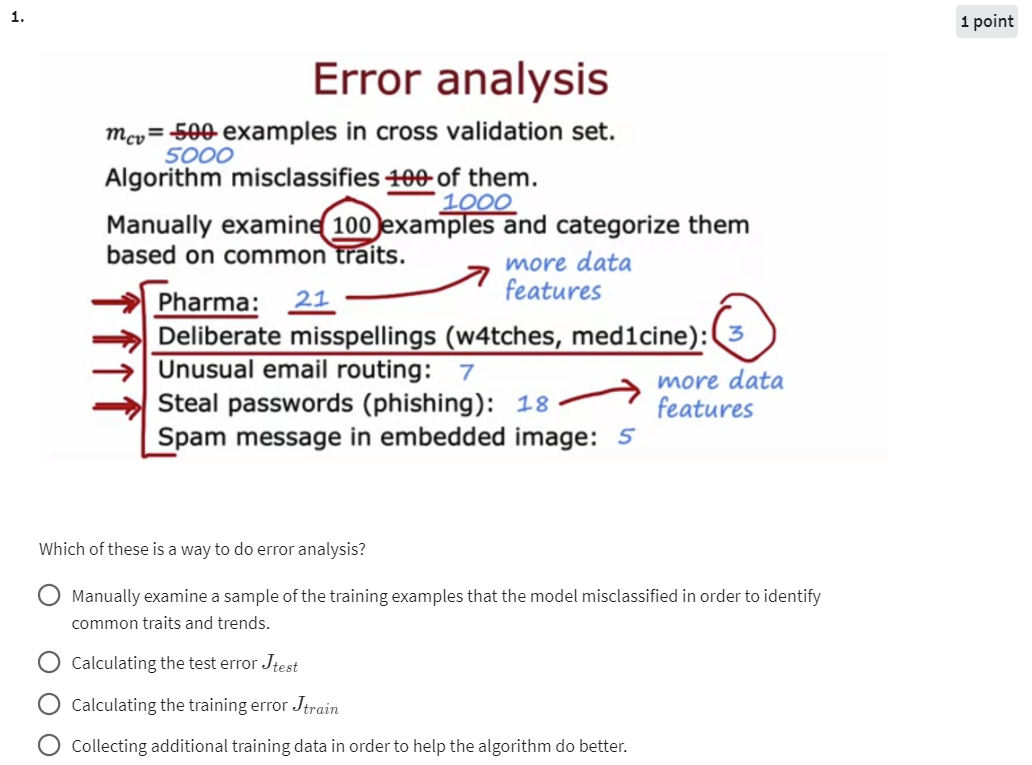 1.
1 point
Error analysis
m_cv = 500 examples in cross validation set.
5000
Algorithm misclassifies 100 of them.
1000
Manually examine 100 examples and categorize them
based on common traits.
more data
features
Pharma: 21
Deliberate misspellings (w4tches, med1cine): 3
Unusual email routing: 7
more data
features
Steal passwords (phishing): 18
Spam message in embedded image: 5
Which of these is a way to do error analysis?
Manually examine a sample of the training examples that the model misclassified in order to identify
common traits and trends.
Calculating the test error J_test
Calculating the training error J_train
Collecting additional training data in order to help the algorithm do better.